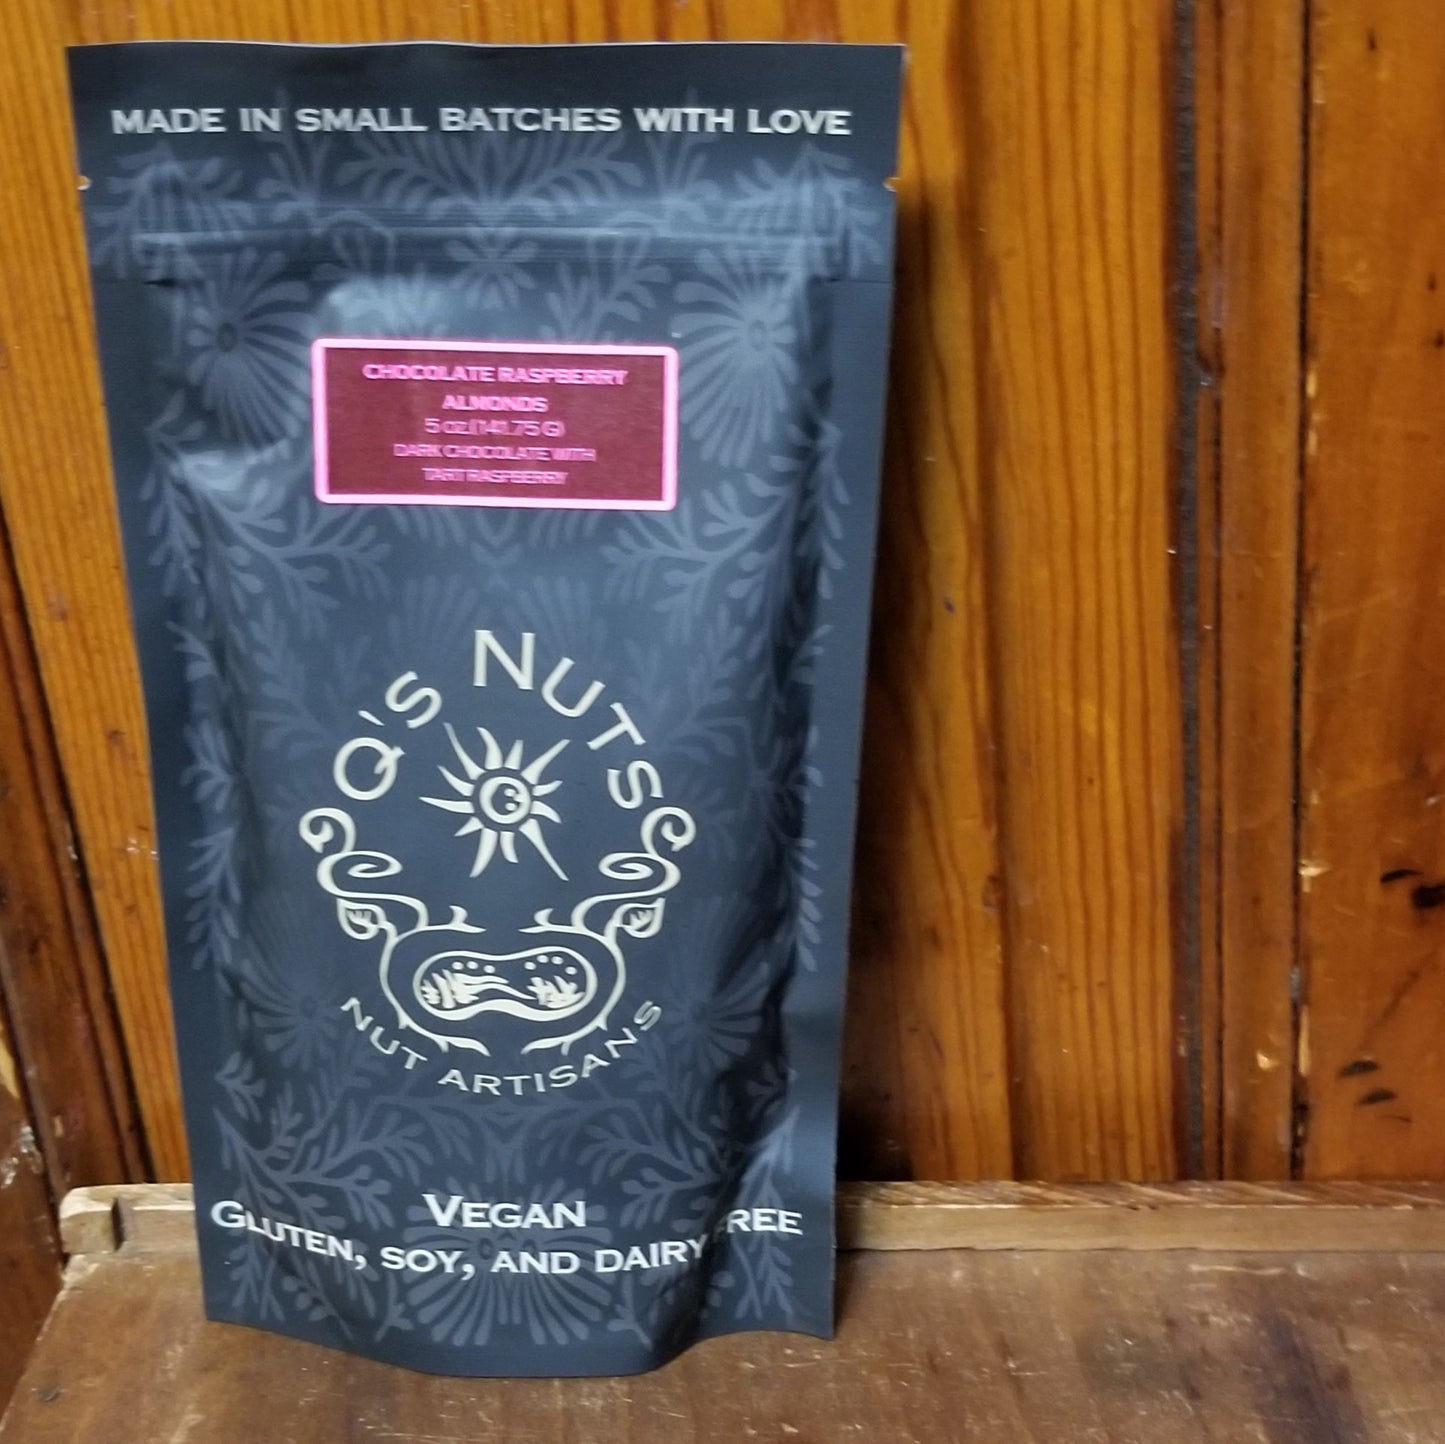 MADE IN SMALL BATCHES WITH LOVE
CHOCOLATE RASPBERRY
ALMONDS
5 oz (141.75 G)
DARK CHOCOLATE WITH
TART RASPBERRY
Q'S NUTS
NUT ARTISANS
VEGAN
GLUTEN, SOY, AND DAIRY FREE